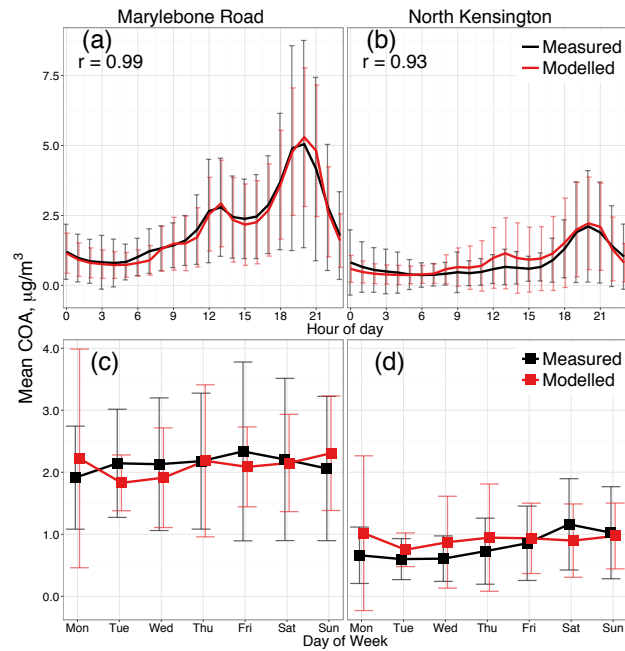 Marylebone Road
North Kensington
(a)
r = 0.99
(b)
r = 0.93
Measured
Modelled
7.5
5.0
2.5
0.0
0 3 6 9 12 15 18 21
0 3 6 9 12 15 18 21
Hour of day
Mean COA, μg/m³
(c)
(d)
Measured
Modelled
4.0
3.0
2.0
1.0
0.0
Mon Tue Wed Thu Fri Sat Sun
Mon Tue Wed Thu Fri Sat Sun
Day of Week